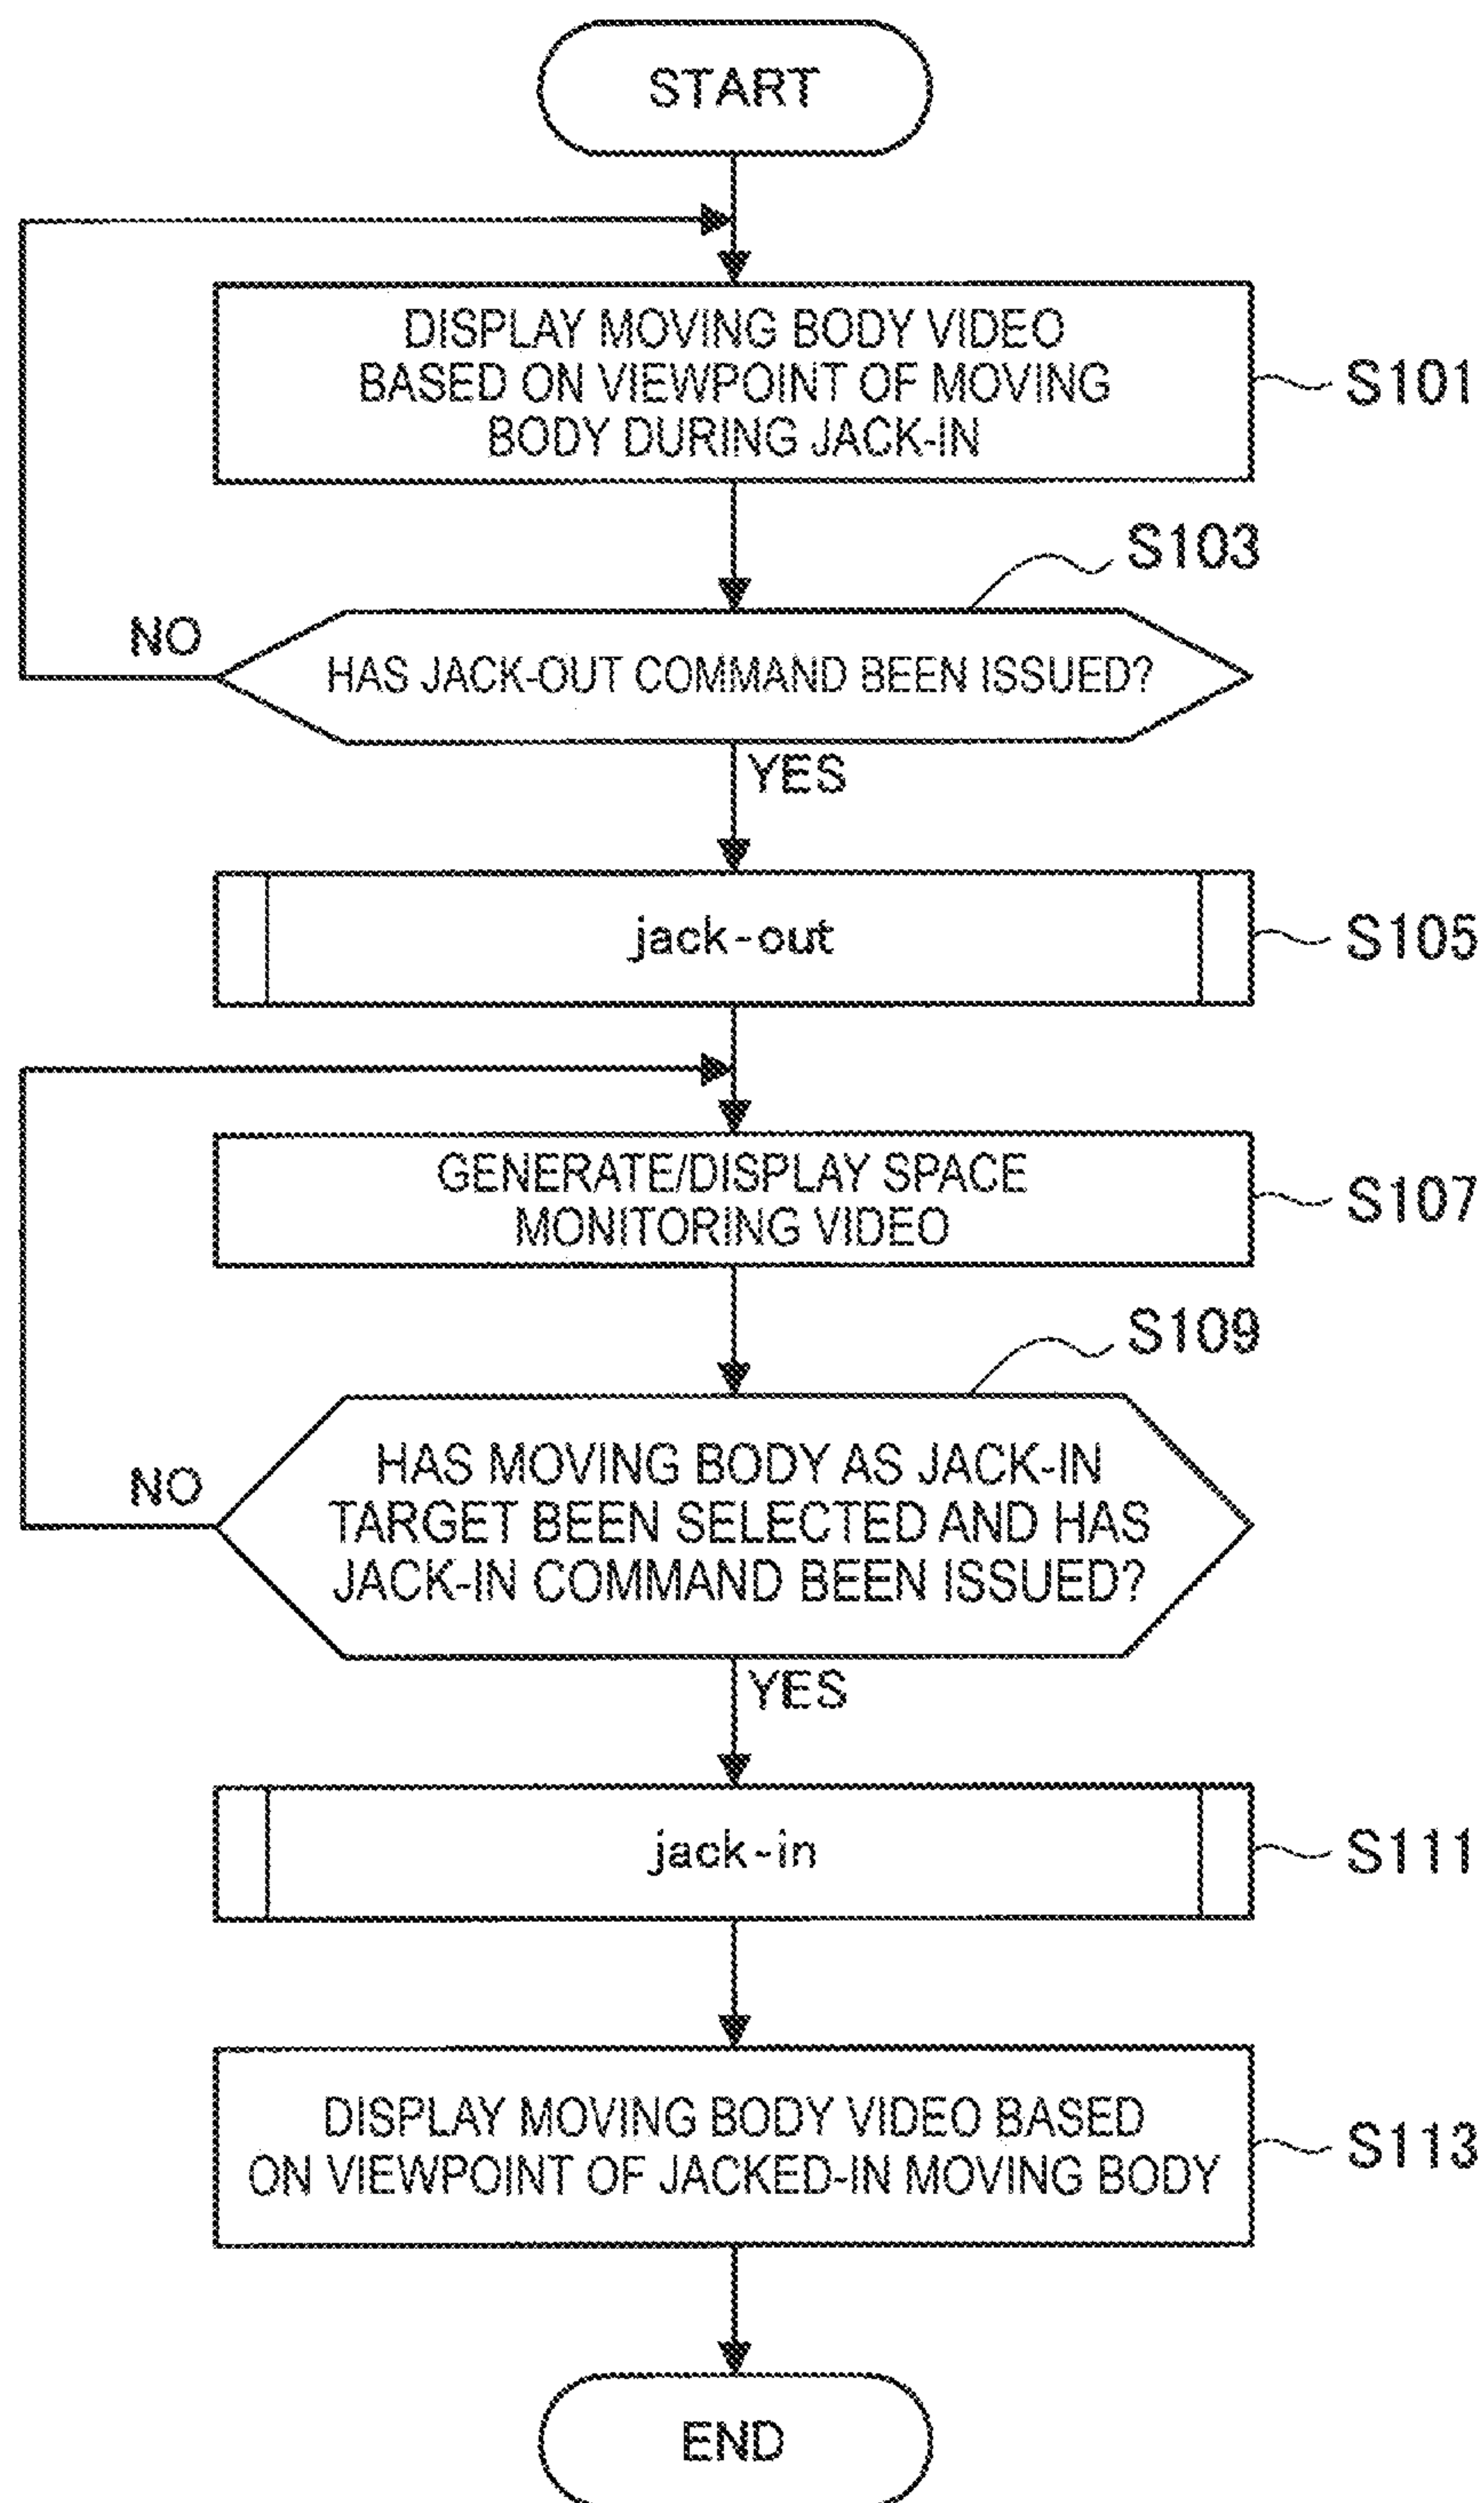 START
DISPLAY MOVING BODY VIDEO
BASED ON VIEWPOINT OF MOVING
BODY DURING JACK-IN
S101
S103
NO
HAS JACK-OUT COMMAND BEEN ISSUED?
YES
jack-out
S105
GENERATE/DISPLAY SPACE
MONITORING VIDEO
S107
S109
NO
HAS MOVING BODY AS JACK-IN
TARGET BEEN SELECTED AND HAS
JACK-IN COMMAND BEEN ISSUED?
YES
jack-in
S111
DISPLAY MOVING BODY VIDEO BASED
ON VIEWPOINT OF JACKED-IN MOVING BODY
S113
END